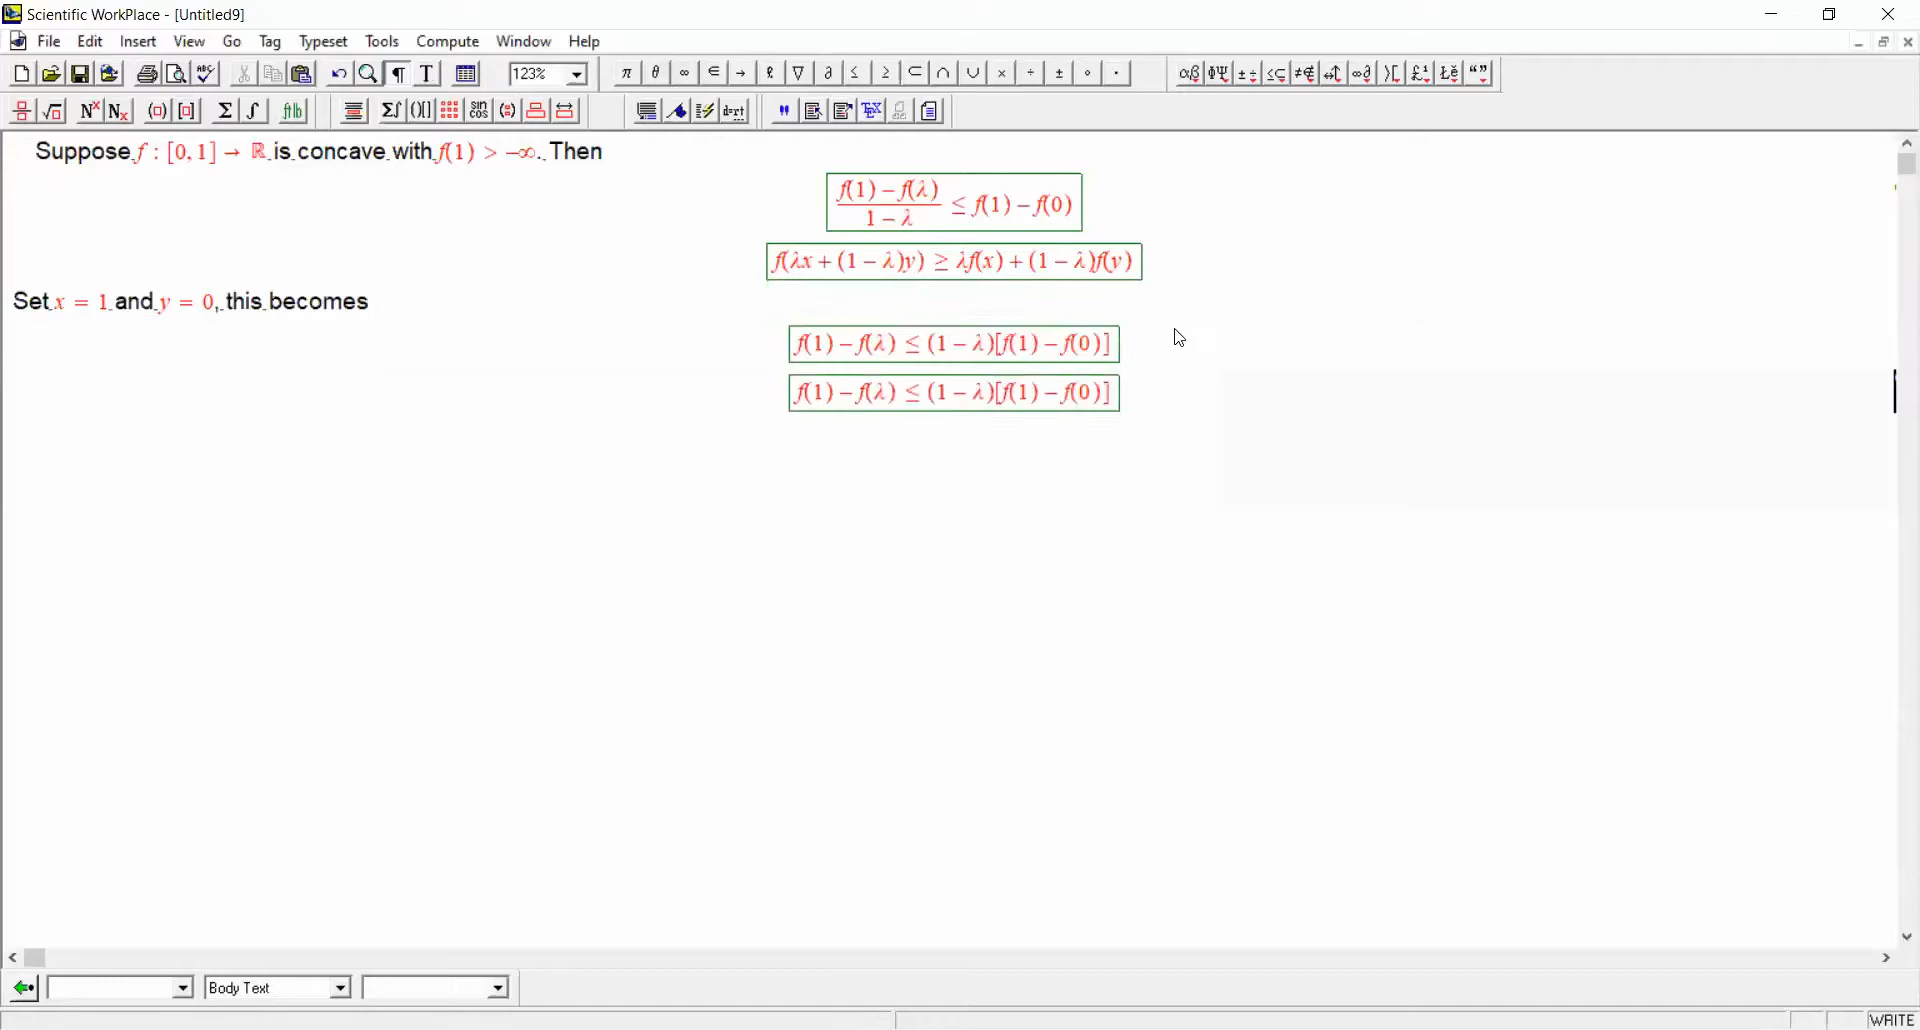 Scientific WorkPlace - [Untitled9]
File Edit Insert View Go Tag Typeset Tools Compute Window Help
123%
Suppose f : [0, 1] → ℝ is concave with f(1) > −∞. Then
(f(1) − f(λ))/(1 − λ) ≤ f(1) − f(0)
f(λx + (1 − λ)y) ≥ λf(x) + (1 − λ)f(y)
Set x = 1 and y = 0, this becomes
f(1) − f(λ) ≤ (1 − λ)[f(1) − f(0)]
f(1) − f(λ) ≤ (1 − λ)[f(1) − f(0)]
Body Text
WRITE